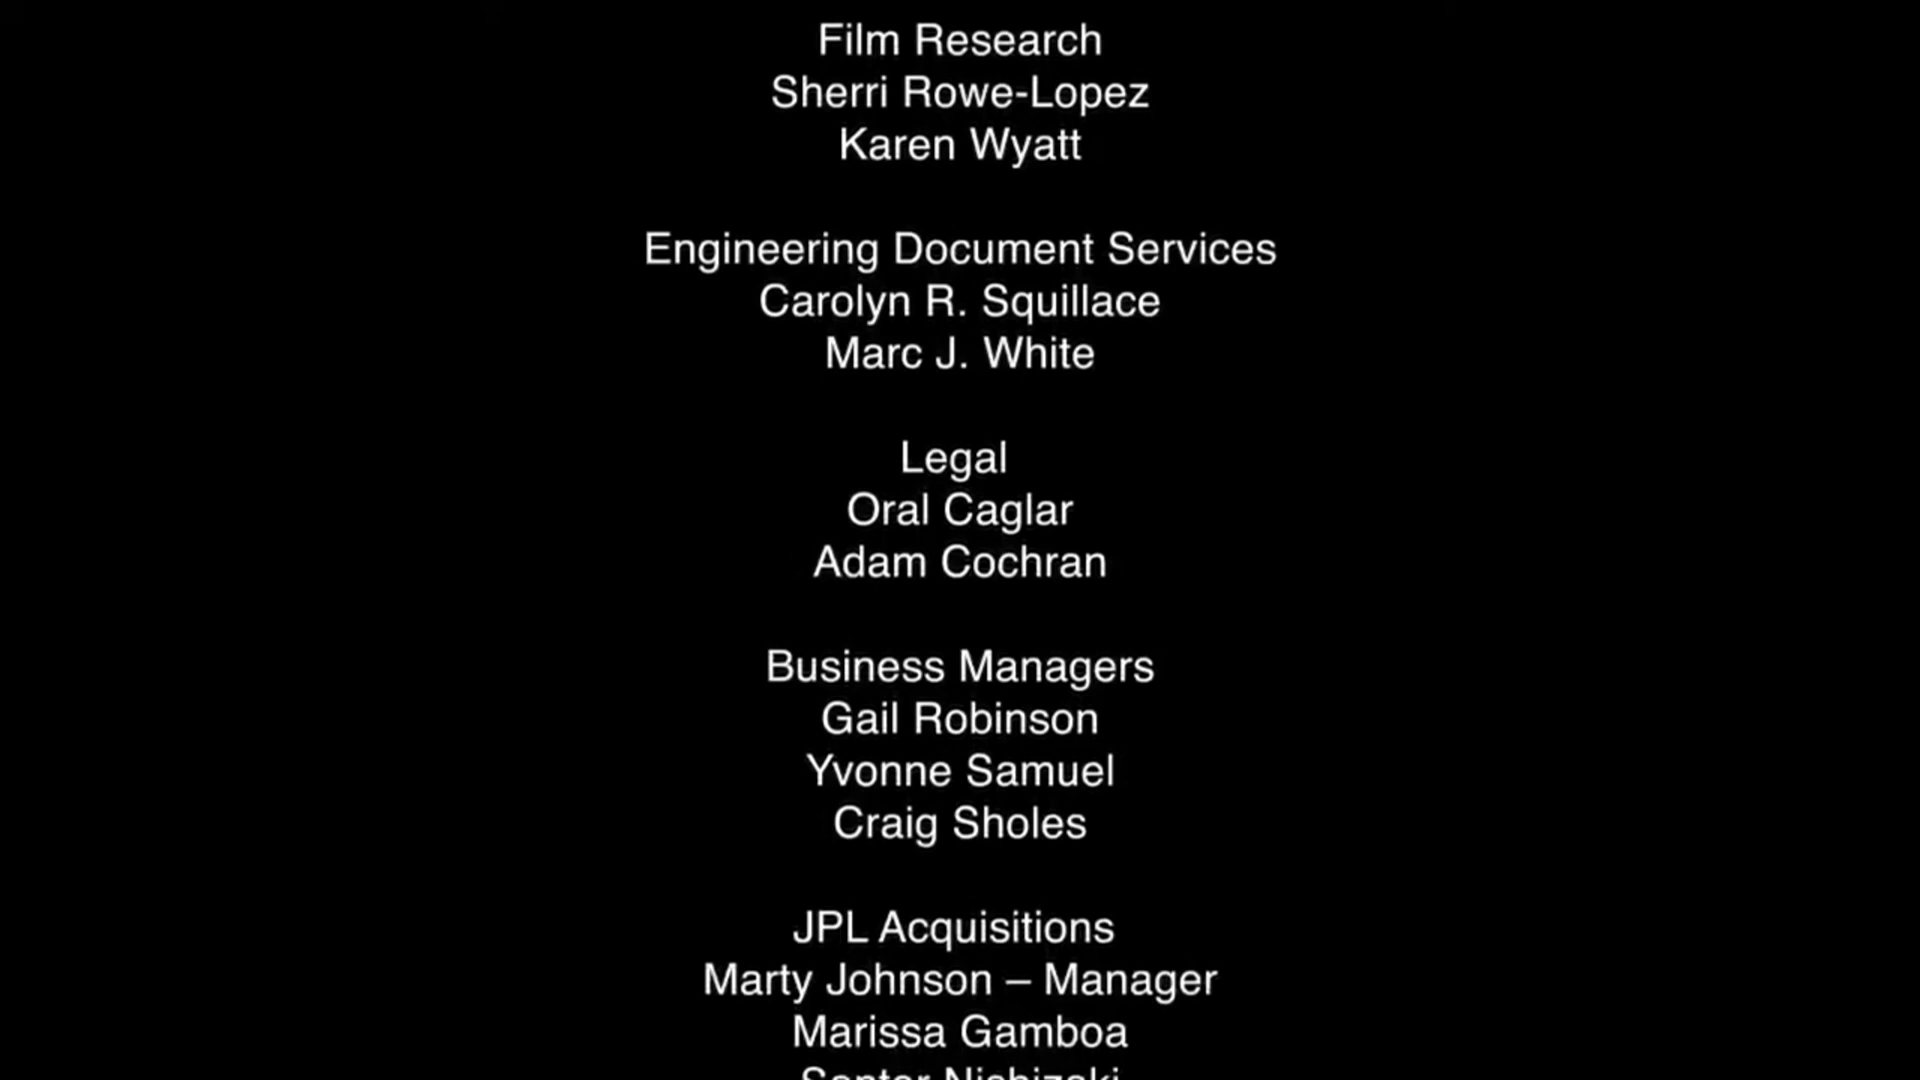 Film Research
Sherri Rowe-Lopez
Karen Wyatt
Engineering Document Services
Carolyn R. Squillace
Marc J. White
Legal
Oral Caglar
Adam Cochran
Business Managers
Gail Robinson
Yvonne Samuel
Craig Sholes
JPL Acquisitions
Marty Johnson – Manager
Marissa Gamboa